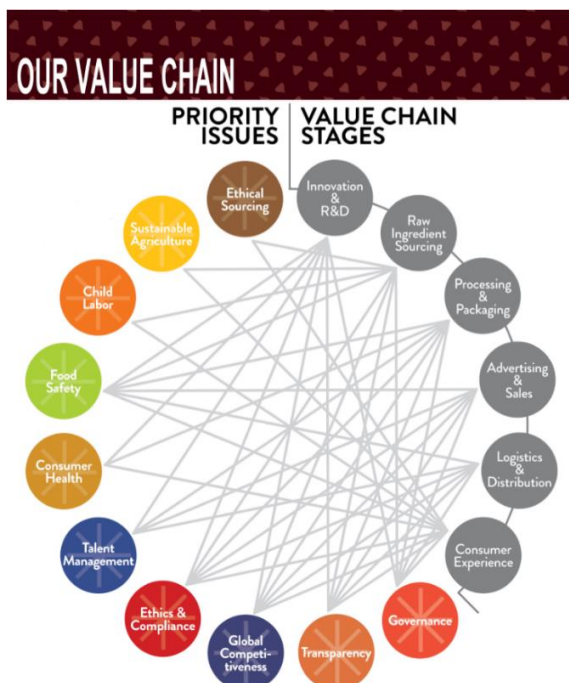 OUR VALUE CHAIN
PRIORITY
ISSUES
VALUE CHAIN
STAGES
Ethical
Sourcing
Sustainable
Agriculture
Child
Labor
Food
Safety
Consumer
Health
Talent
Management
Ethics &
Compliance
Global
Competi-
tiveness
Transparency
Governance
Innovation
&
R&D
Raw
Ingredient
Sourcing
Processing
&
Packaging
Advertising
&
Sales
Logistics
&
Distribution
Consumer
Experience